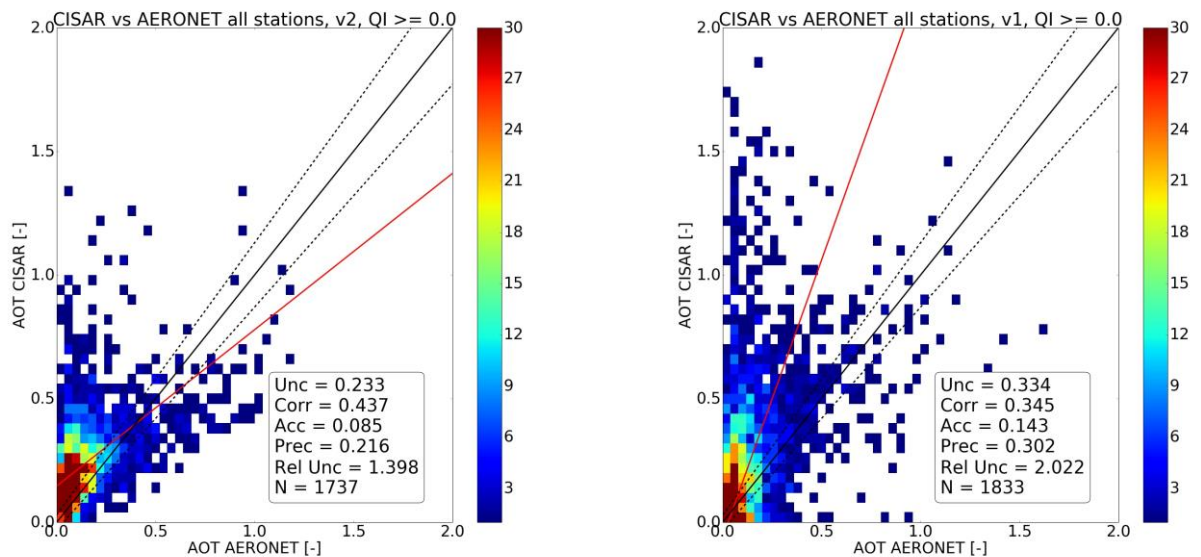 CISAR vs AERONET all stations, v2, QI >= 0.0
2.0
1.5
1.0
0.5
0.0
AOT CISAR [-]
0.0 0.5 1.0 1.5 2.0
AOT AERONET [-]
Unc = 0.233
Corr = 0.437
Acc = 0.085
Prec = 0.216
Rel Unc = 1.398
N = 1737
30
27
24
21
18
15
12
9
6
3
CISAR vs AERONET all stations, v1, QI >= 0.0
2.0
1.5
1.0
0.5
0.0
AOT CISAR [-]
0.0 0.5 1.0 1.5 2.0
AOT AERONET [-]
Unc = 0.334
Corr = 0.345
Acc = 0.143
Prec = 0.302
Rel Unc = 2.022
N = 1833
30
27
24
21
18
15
12
9
6
3